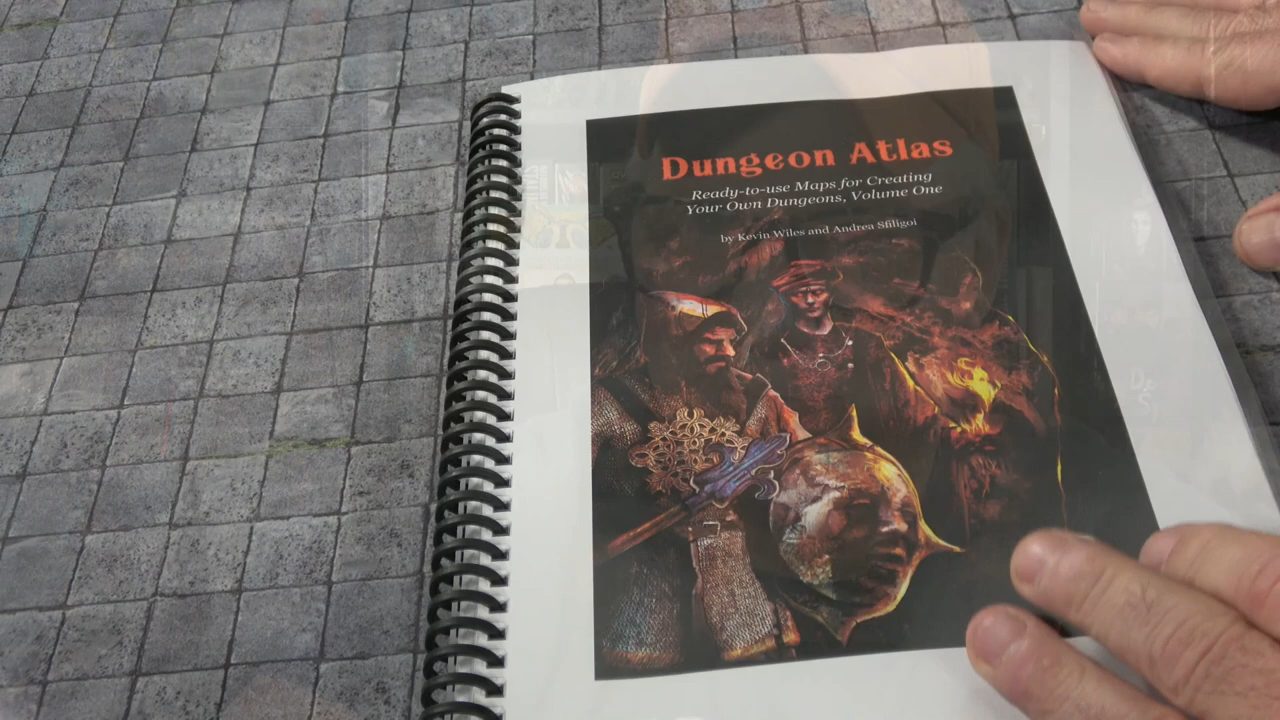 Dungeon Atlas
Ready-to-use Maps for Creating
Your Own Dungeons, Volume One
by Kevin Wiles and Andrea Sfiligoi